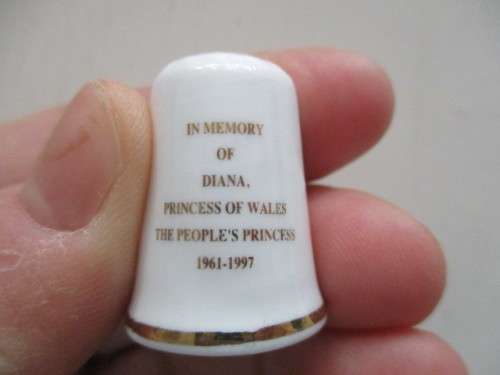 IN MEMORY
OF
DIANA,
PRINCESS OF WALES
THE PEOPLE'S PRINCESS
1961-1997